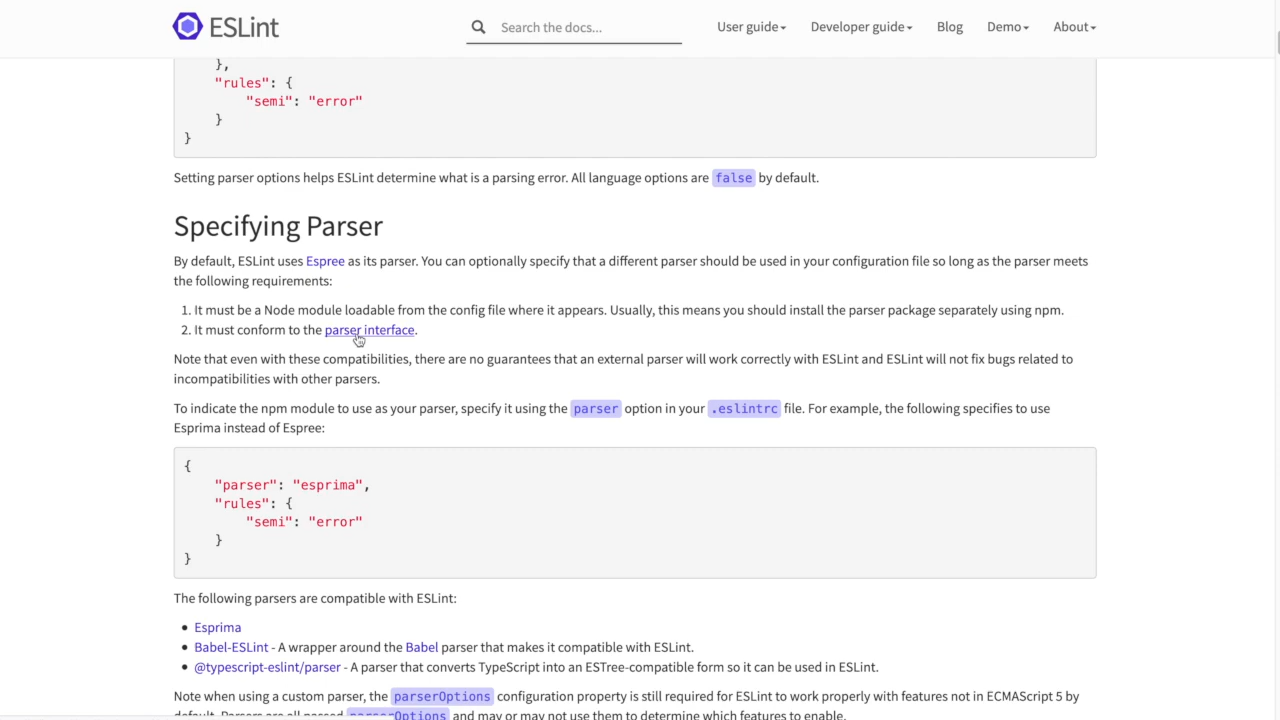 ESLint
Search the docs...
User guide
Developer guide
Blog
Demo
About
},
"rules": {
"semi": "error"
}
}
Setting parser options helps ESLint determine what is a parsing error. All language options are false by default.
Specifying Parser
By default, ESLint uses Espree as its parser. You can optionally specify that a different parser should be used in your configuration file so long as the parser meets
the following requirements:
1. It must be a Node module loadable from the config file where it appears. Usually, this means you should install the parser package separately using npm.
2. It must conform to the parser interface.
Note that even with these compatibilities, there are no guarantees that an external parser will work correctly with ESLint and ESLint will not fix bugs related to
incompatibilities with other parsers.
To indicate the npm module to use as your parser, specify it using the parser option in your .eslintrc file. For example, the following specifies to use
Esprima instead of Espree:
{
"parser": "esprima",
"rules": {
"semi": "error"
}
}
The following parsers are compatible with ESLint:
• Esprima
• Babel-ESLint - A wrapper around the Babel parser that makes it compatible with ESLint.
• @typescript-eslint/parser - A parser that converts TypeScript into an ESTree-compatible form so it can be used in ESLint.
Note when using a custom parser, the parserOptions configuration property is still required for ESLint to work properly with features not in ECMAScript 5 by
default. Parsers are all passed parserOptions and may or may not use them to determine which features to enable.